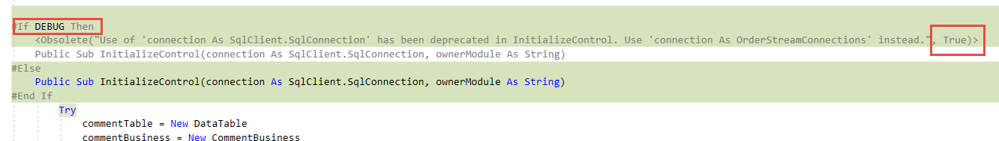 #If DEBUG Then
<Obsolete("Use of 'connection As SqlClient.SqlConnection' has been deprecated in InitializeControl. Use 'connection As OrderStreamConnections' instead.", True)>
Public Sub InitializeControl(connection As SqlClient.SqlConnection, ownerModule As String)
#Else
Public Sub InitializeControl(connection As SqlClient.SqlConnection, ownerModule As String)
#End If
Try
commentTable = New DataTable
commentBusiness = New CommentBusiness